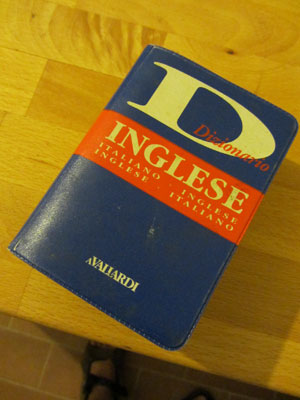 D
Dizionario
INGLESE
ITALIANO · INGLESE
INGLESE · ITALIANO
A.VALLARDI